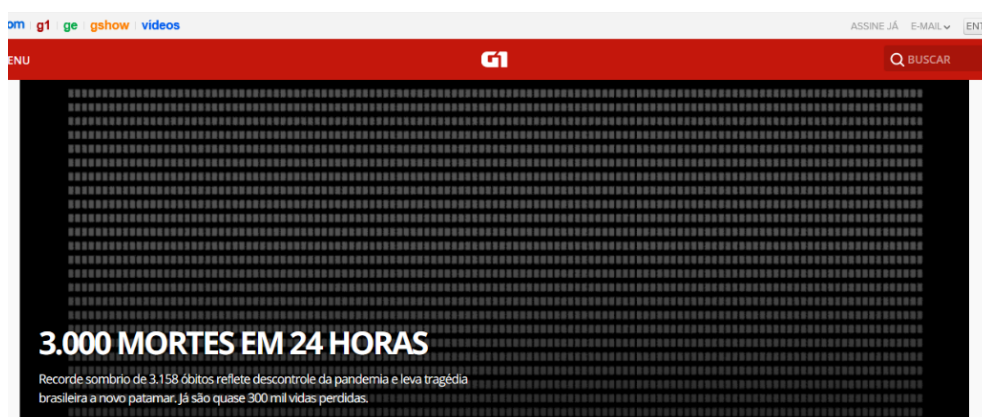 om g1 ge gshow videos ASSINE JÁ E-MAIL ENT
ENU G1 BUSCAR
3.000 MORTES EM 24 HORAS
Recorde sombrio de 3.158 óbitos reflete descontrole da pandemia e leva tragédia
brasileira a novo patamar. Já são quase 300 mil vidas perdidas.